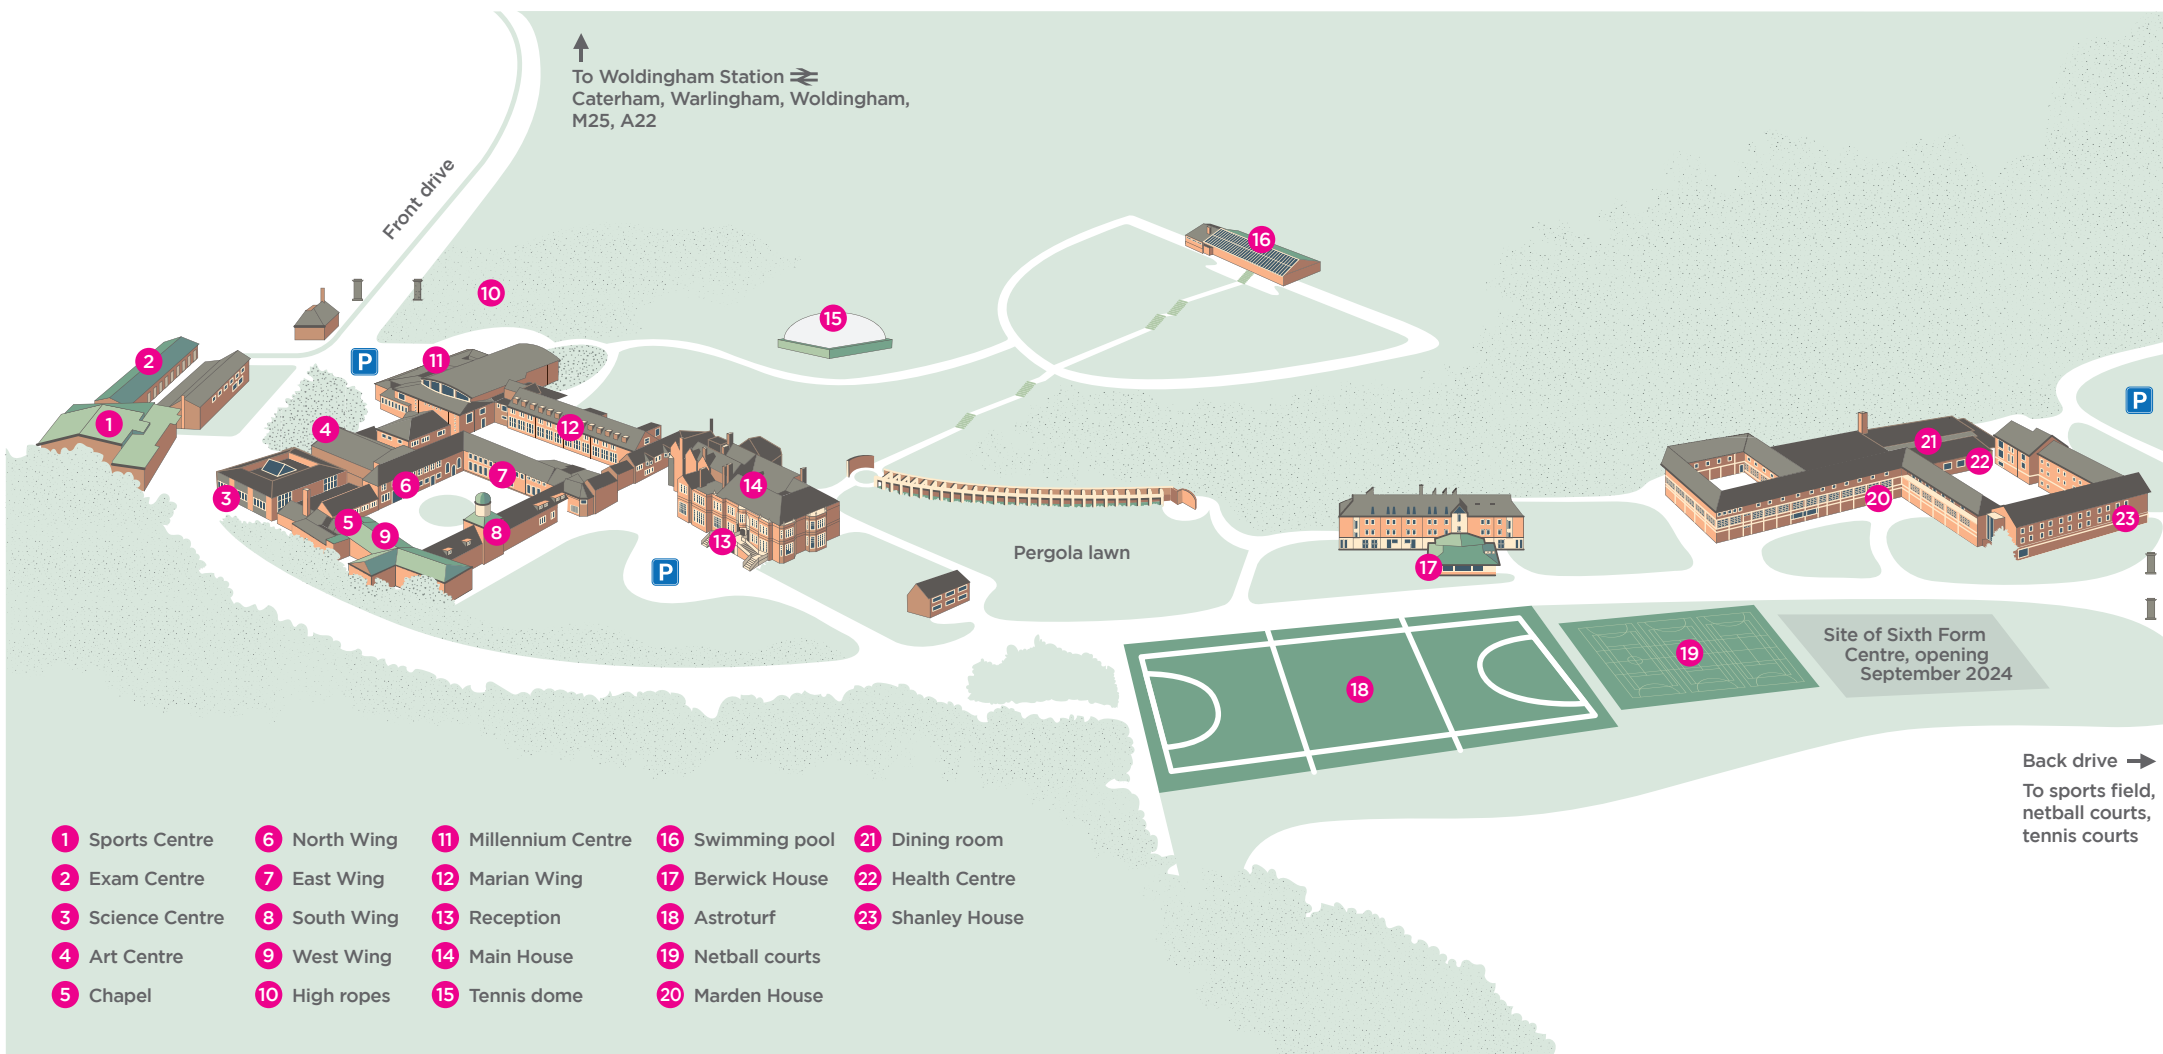 To Woldingham Station
Caterham, Warlingham, Woldingham,
M25, A22
Front drive
16
10
15
2
P
11
P
1
4
12
21
22
3
6
7
14
20
5
9
8
13
23
Pergola lawn
17
P
18
19
Site of Sixth Form
Centre, opening
September 2024
Back drive
To sports field,
netball courts,
tennis courts
1 Sports Centre
2 Exam Centre
3 Science Centre
4 Art Centre
5 Chapel
6 North Wing
7 East Wing
8 South Wing
9 West Wing
10 High ropes
11 Millennium Centre
12 Marian Wing
13 Reception
14 Main House
15 Tennis dome
16 Swimming pool
17 Berwick House
18 Astroturf
19 Netball courts
20 Marden House
21 Dining room
22 Health Centre
23 Shanley House